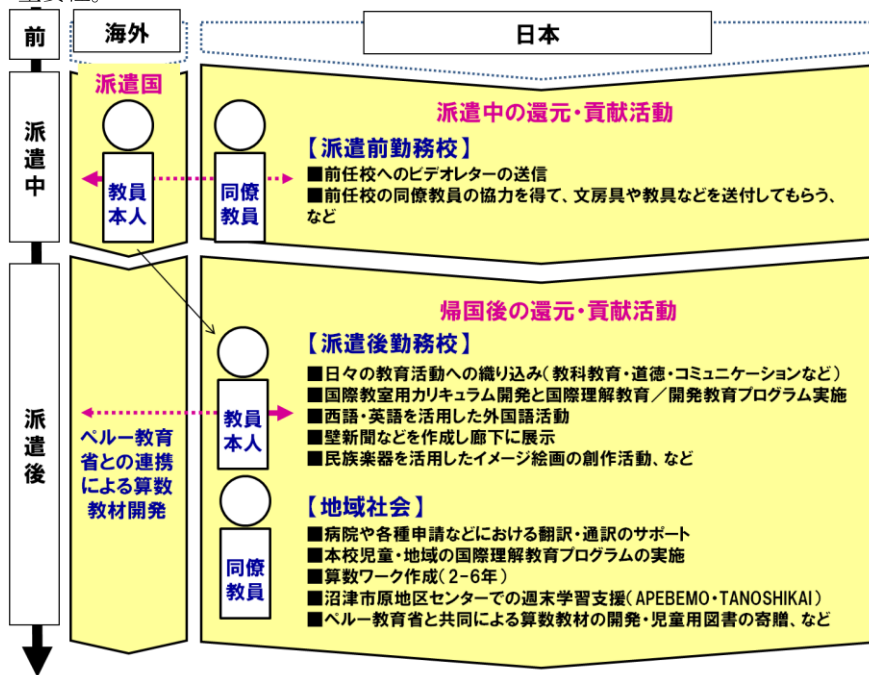 前
海外
日本
派遣中
派遣国
教員
本人
同僚
教員
派遣中の還元・貢献活動
【派遣前勤務校】
■前任校へのビデオレターの送信
■前任校の同僚教員の協力を得て、文房具や教具などを送付してもらう、
など
派遣後
ペルー教育
省との連携
による算数
教材開発
教員
本人
同僚
教員
帰国後の還元・貢献活動
【派遣後勤務校】
■日々の教育活動への織り込み(教科教育・道徳・コミュニケーションなど)
■国際教室用カリキュラム開発と国際理解教育/開発教育プログラム実施
■西語・英語を活用した外国語活動
■壁新聞などを作成し廊下に展示
■民族楽器を活用したイメージ絵画の創作活動、など
【地域社会】
■病院や各種申請などにおける翻訳・通訳のサポート
■本校児童・地域の国際理解教育プログラムの実施
■算数ワーク作成(2-6年)
■沼津市原地区センターでの週末学習支援(APEBEMO・TANOSHIKAI)
■ペルー教育省と共同による算数教材の開発・児童用図書の寄贈、など